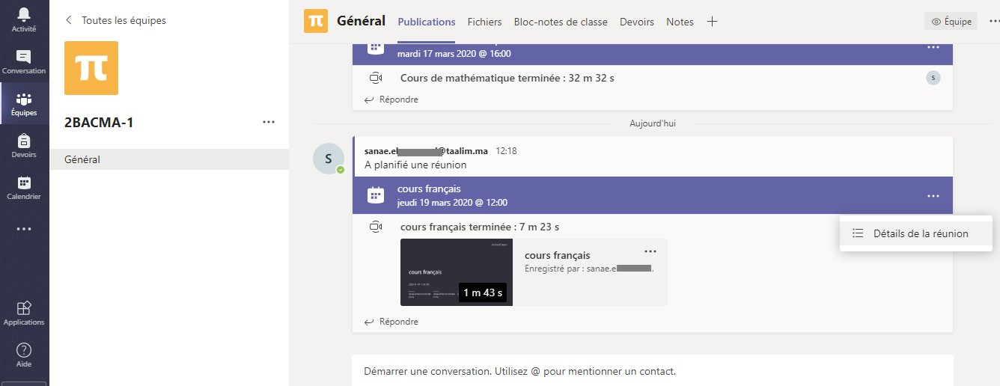 Activité
Conversation
Équipes
Devoirs
Calendrier
Applications
Aide
Toutes les équipes
π
2BACMA-1
Général
π Général Publications Fichiers Bloc-notes de classe Devoirs Notes Équipe
mardi 17 mars 2020 @ 16:00
Cours de mathématique terminée : 32 m 32 s
S
Répondre
Aujourd'hui
S
sanae.el @taalim.ma 12:18
A planifié une réunion
cours français
jeudi 19 mars 2020 @ 12:00
Détails de la réunion
cours français terminée : 7 m 23 s
cours français
1 m 43 s
cours français
Enregistré par : sanae.e .
Répondre
Démarrer une conversation. Utilisez @ pour mentionner un contact.